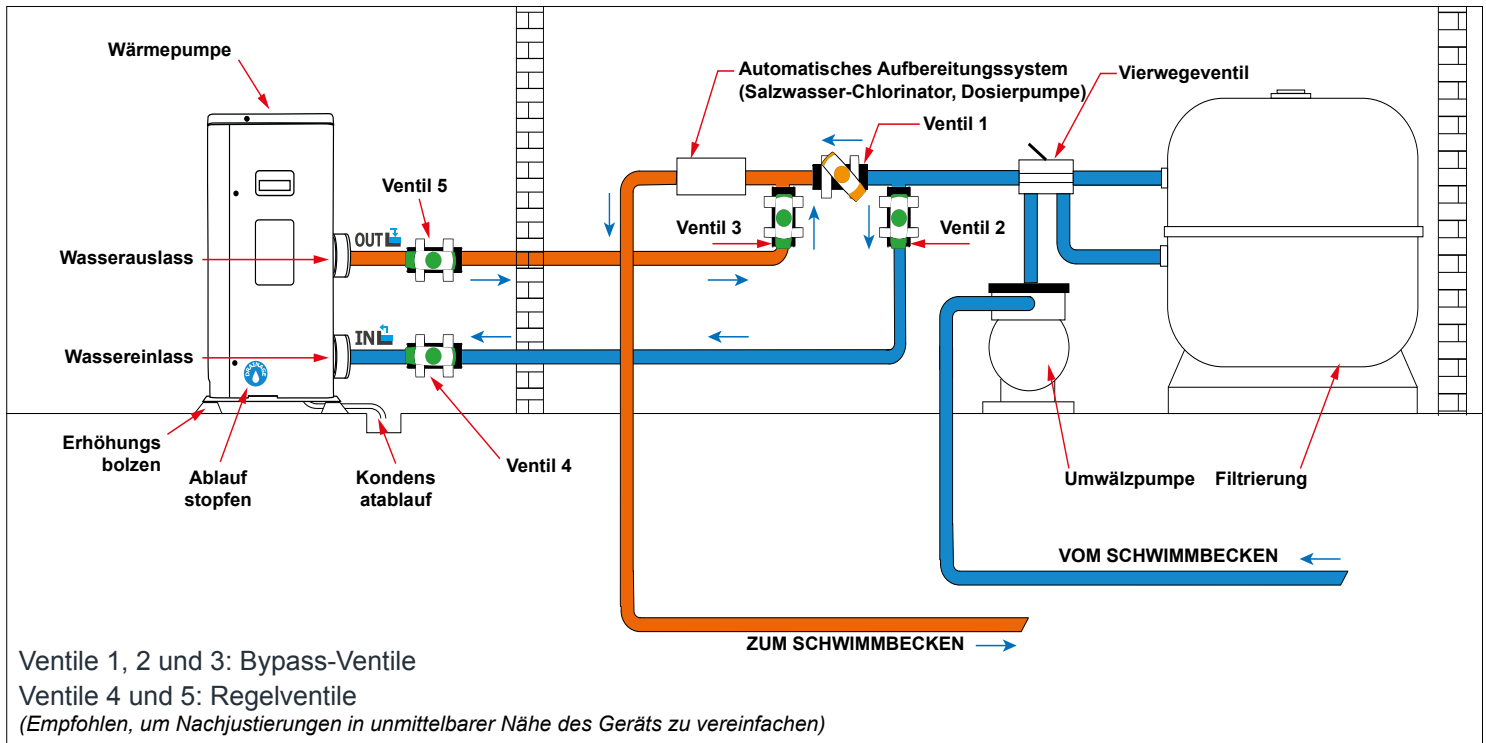 Wärmepumpe
Automatisches Aufbereitungssystem
(Salzwasser-Chlorinator, Dosierpumpe)
Vierwegeventil
Ventil 1
Ventil 5
Ventil 3
Ventil 2
OUT
Wasserauslass
IN
Wassereinlass
DRAINAGE
Erhöhungs
bolzen
Ablauf
stopfen
Kondens
atablauf
Ventil 4
Umwälzpumpe
Filtrierung
VOM SCHWIMMBECKEN
ZUM SCHWIMMBECKEN
Ventile 1, 2 und 3: Bypass-Ventile
Ventile 4 und 5: Regelventile
(Empfohlen, um Nachjustierungen in unmittelbarer Nähe des Geräts zu vereinfachen)